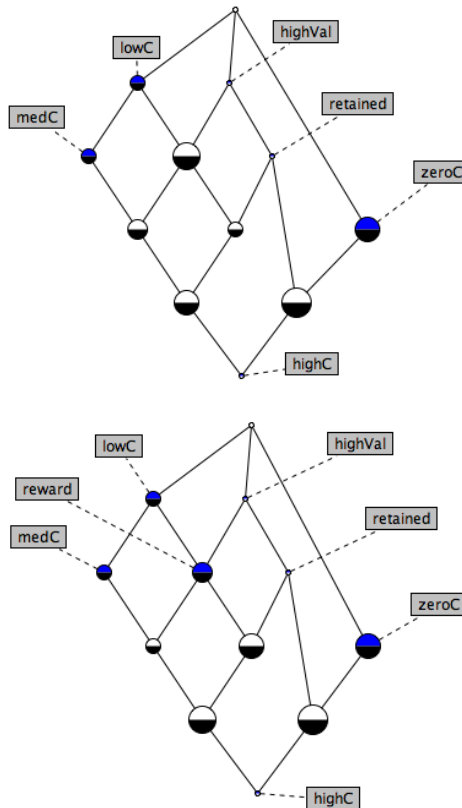 highVal
lowC
retained
medC
zeroC
highC
lowC
highVal
reward
retained
medC
zeroC
highC